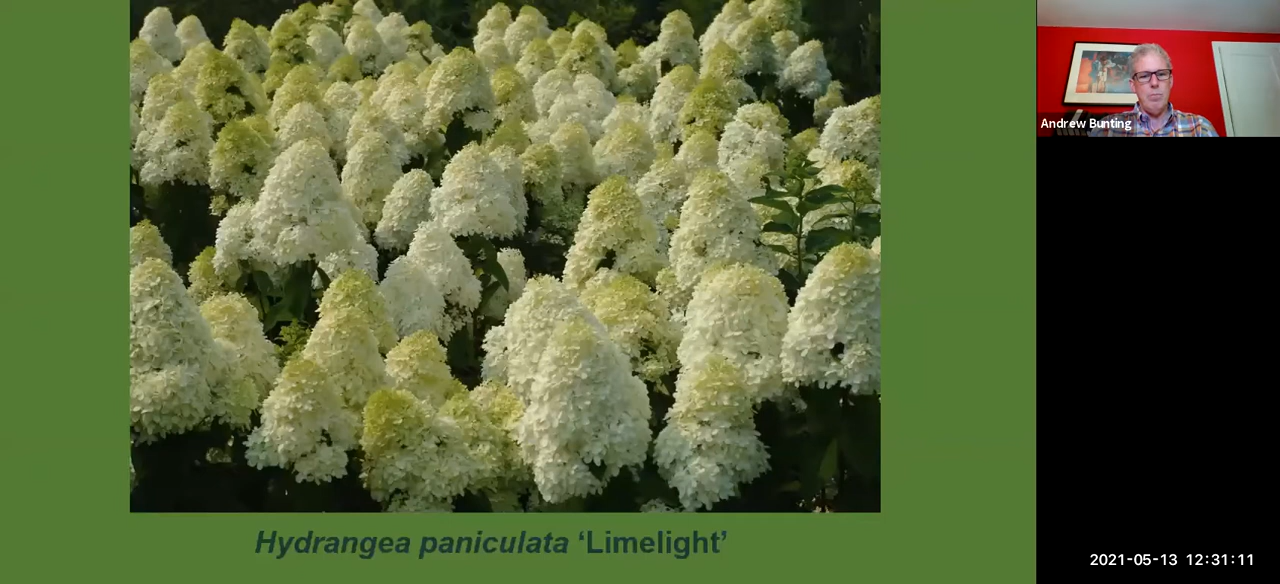 Andrew Bunting
Hydrangea paniculata ‘Limelight’
2021-05-13 12:31:11